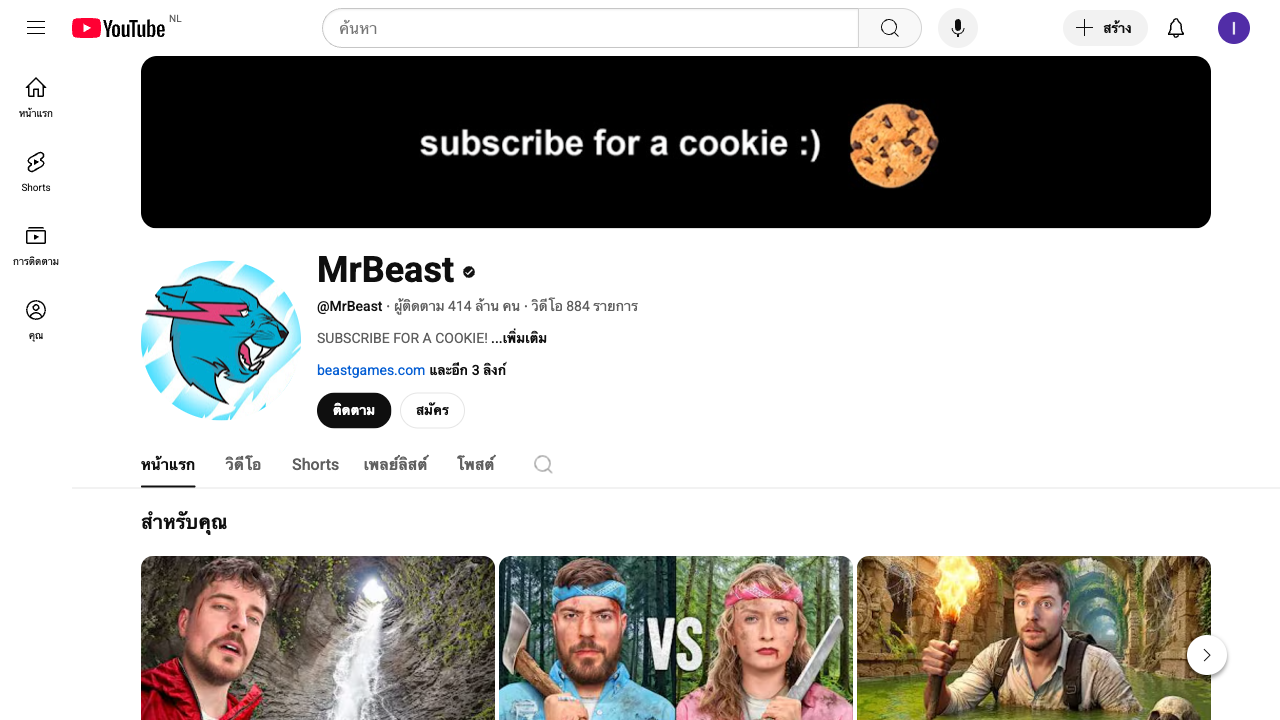 YouTube NL
ค้นหา
สร้าง
I
หน้าแรก
Shorts
การติดตาม
คุณ
subscribe for a cookie :)
MrBeast
@MrBeast · ผู้ติดตาม 414 ล้าน คน · วิดีโอ 884 รายการ
SUBSCRIBE FOR A COOKIE! ...เพิ่มเติม
beastgames.com และอีก 3 ลิงก์
ติดตาม สมัคร
หน้าแรก วิดีโอ Shorts เพลย์ลิสต์ โพสต์
สำหรับคุณ
VS